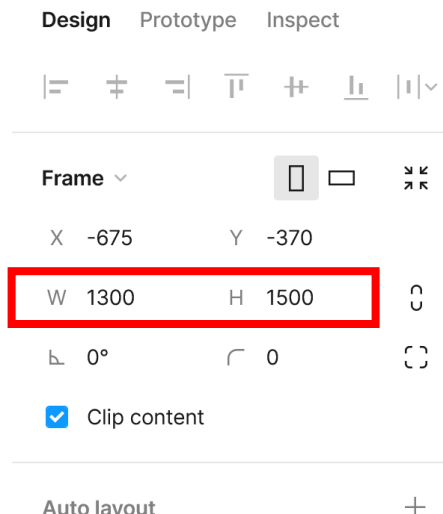 Design Prototype Inspect
Frame
X -675 Y -370
W 1300 H 1500
0° 0
Clip content
Auto layout